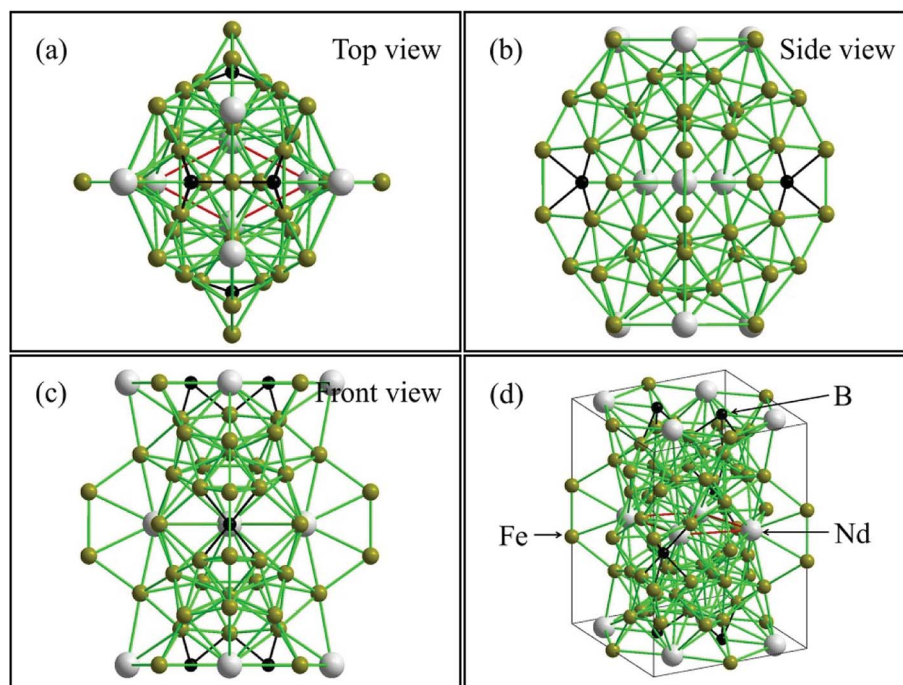 (a)
Top view
(b)
Side view
(c)
Front view
(d)
B
Fe
Nd